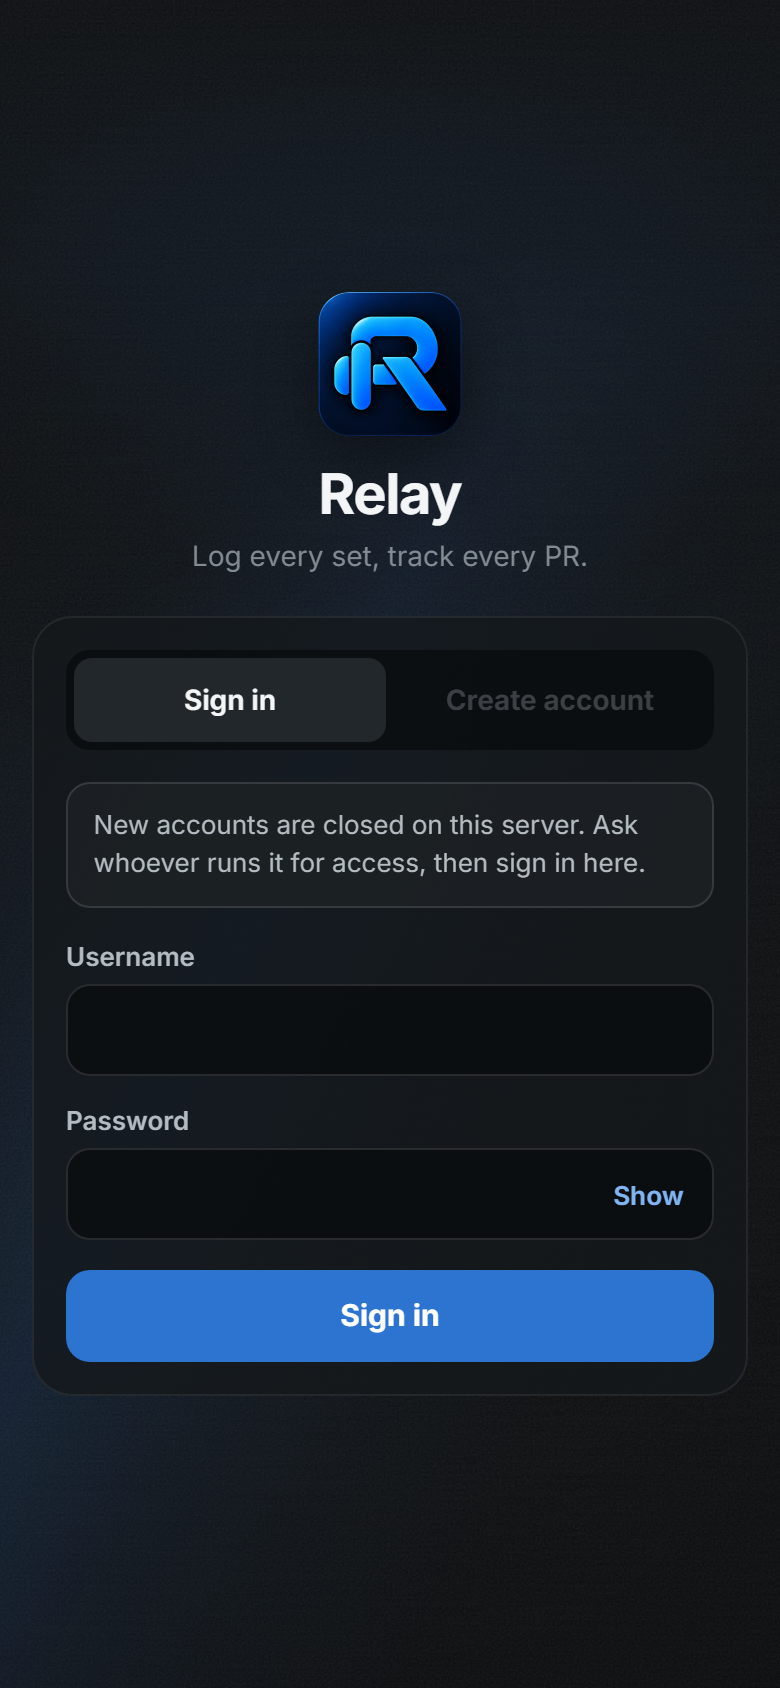 Relay
Log every set, track every PR.
Sign in
Create account
New accounts are closed on this server. Ask
whoever runs it for access, then sign in here.
Username
Password
Show
Sign in